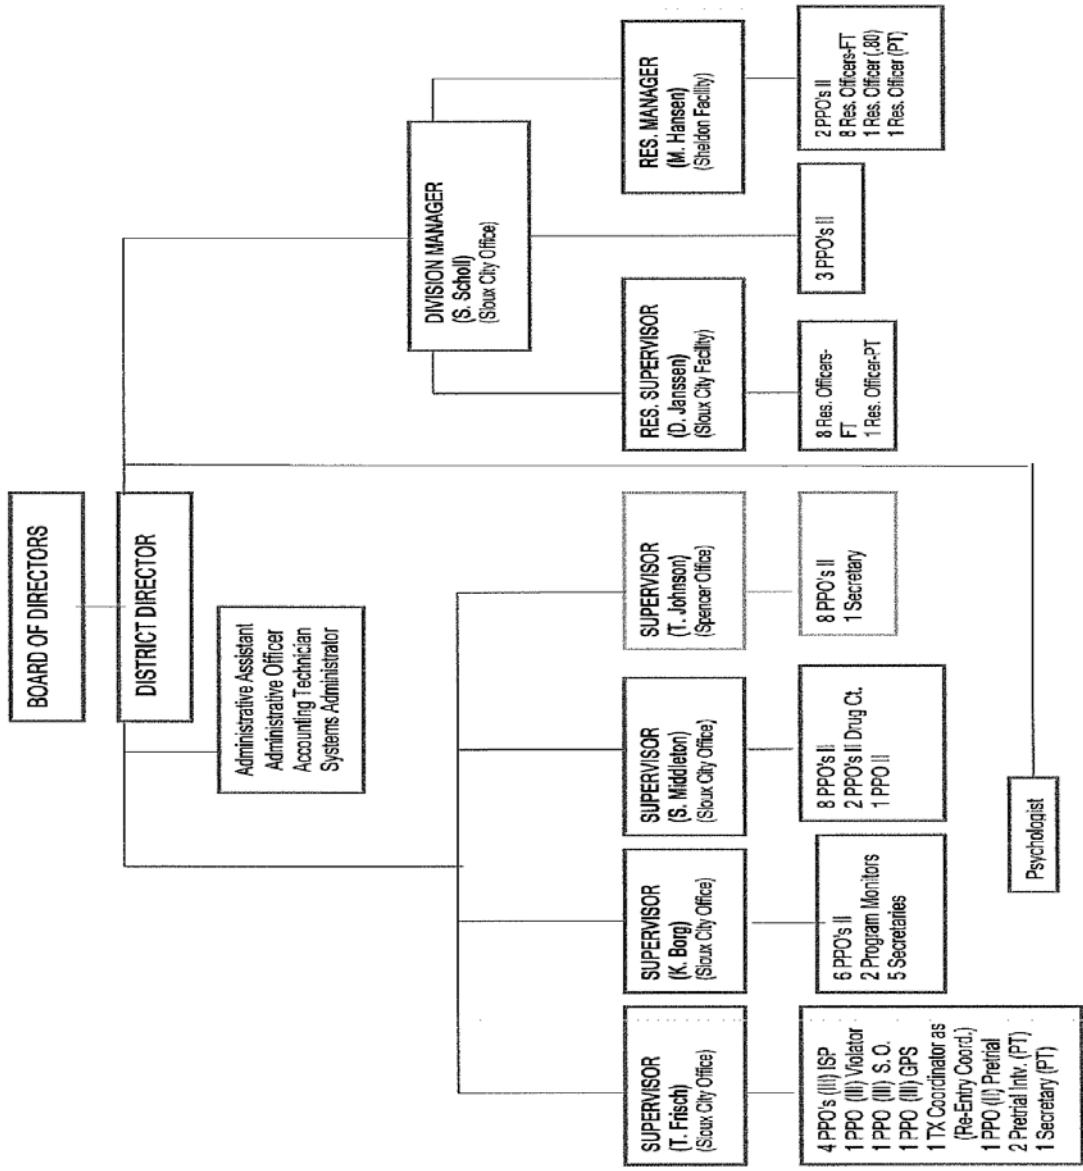 BOARD OF DIRECTORS
DISTRICT DIRECTOR
Administrative Assistant
Administrative Officer
Accounting Technician
Systems Administrator
DIVISION MANAGER
(S. Scholl)
(Sioux City Office)
SUPERVISOR
(T. Frisch)
(Sioux City Office)
SUPERVISOR
(K. Borg)
(Sioux City Office)
SUPERVISOR
(S. Middleton)
(Sioux City Office)
SUPERVISOR
(T. Johnson)
(Spencer Office)
RES. SUPERVISOR
(D. Janssen)
(Sioux City Facility)
RES. MANAGER
(M. Hansen)
(Sheldon Facility)
4 PPO's (III) ISP
1 PPO (III) Violator
1 PPO (III) S. O.
1 PPO (III) GPS
1 TX Coordinator as
(Re-Entry Coord.)
1 PPO (II) Pretrial
2 Pretrial Intv. (PT)
1 Secretary (PT)
6 PPO's II
2 Program Monitors
5 Secretaries
8 PPO's II
2 PPO's II Drug Ct.
1 PPO II
8 PPO's II
1 Secretary
8 Res. Officers-
FT
1 Res. Officer-PT
3 PPO's II
2 PPO's II
8 Res. Officers-FT
1 Res. Officer (.80)
1 Res. Officer (PT)
Psychologist